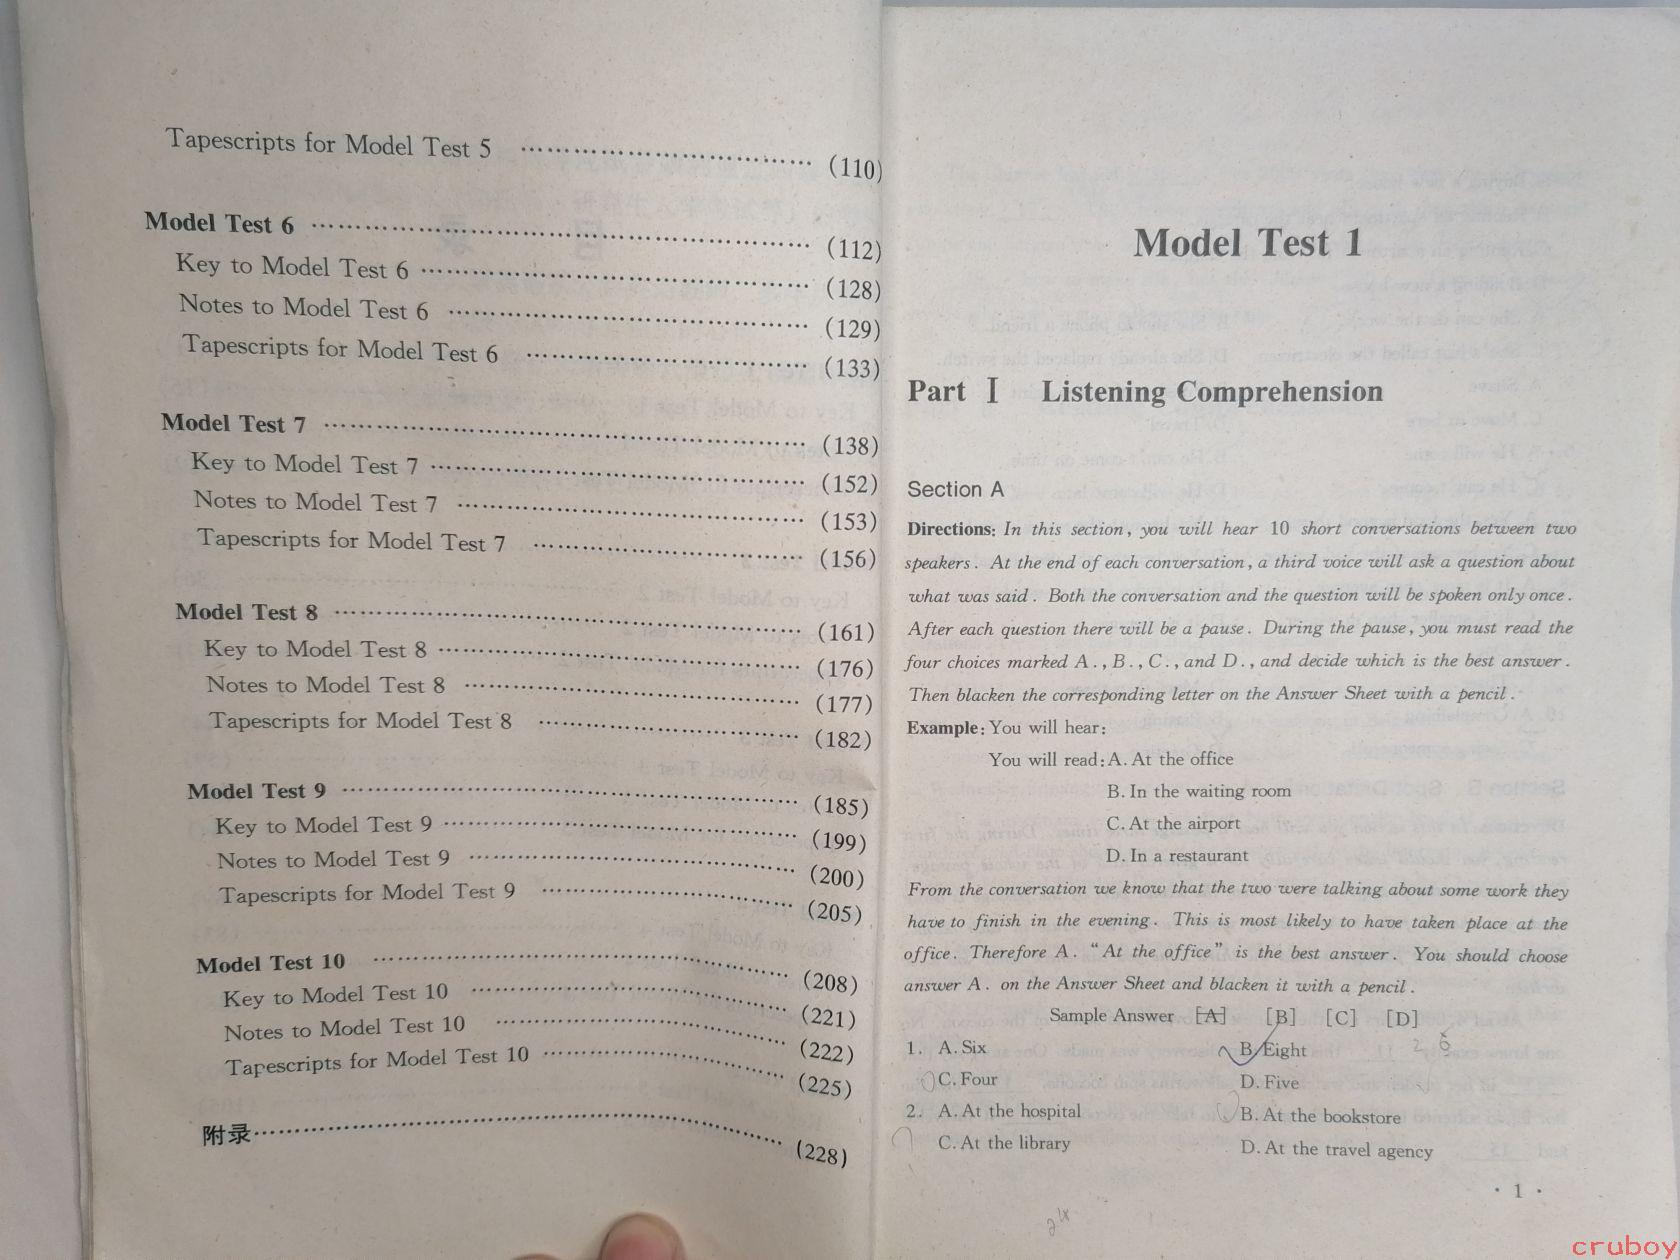 Tapescripts for Model Test 5 ………………………………… (110)
Model Test 6 ………………………………………………… (112)
Key to Model Test 6 ………………………………………… (128)
Notes to Model Test 6 ……………………………………… (129)
Tapescripts for Model Test 6 ……………………………… (133)
Model Test 7 ………………………………………………… (138)
Key to Model Test 7 ………………………………………… (152)
Notes to Model Test 7 ……………………………………… (153)
Tapescripts for Model Test 7 ……………………………… (156)
Model Test 8 ………………………………………………… (161)
Key to Model Test 8 ………………………………………… (176)
Notes to Model Test 8 ……………………………………… (177)
Tapescripts for Model Test 8 ……………………………… (182)
Model Test 9 ………………………………………………… (185)
Key to Model Test 9 ………………………………………… (199)
Notes to Model Test 9 ……………………………………… (200)
Tapescripts for Model Test 9 ……………………………… (205)
Model Test 10 ……………………………………………… (208)
Key to Model Test 10 ……………………………………… (221)
Notes to Model Test 10 …………………………………… (222)
Tapescripts for Model Test 10 …………………………… (225)
附录………………………………………………………… (228)
Model Test 1
Part Ⅰ Listening Comprehension
Section A
Directions: In this section, you will hear 10 short conversations between two
speakers. At the end of each conversation, a third voice will ask a question about
what was said. Both the conversation and the question will be spoken only once.
After each question there will be a pause. During the pause, you must read the
four choices marked A., B., C., and D., and decide which is the best answer.
Then blacken the corresponding letter on the Answer Sheet with a pencil.
Example: You will hear:
You will read: A. At the office
B. In the waiting room
C. At the airport
D. In a restaurant
From the conversation we know that the two were talking about some work they
have to finish in the evening. This is most likely to have taken place at the
office. Therefore A. "At the office" is the best answer. You should choose
answer A. on the Answer Sheet and blacken it with a pencil.
Sample Answer [A] [B] [C] [D]
1. A. Six B. Eight 2 6
C. Four D. Five
2. A. At the hospital B. At the bookstore
C. At the library D. At the travel agency
· 1 ·
cruboy